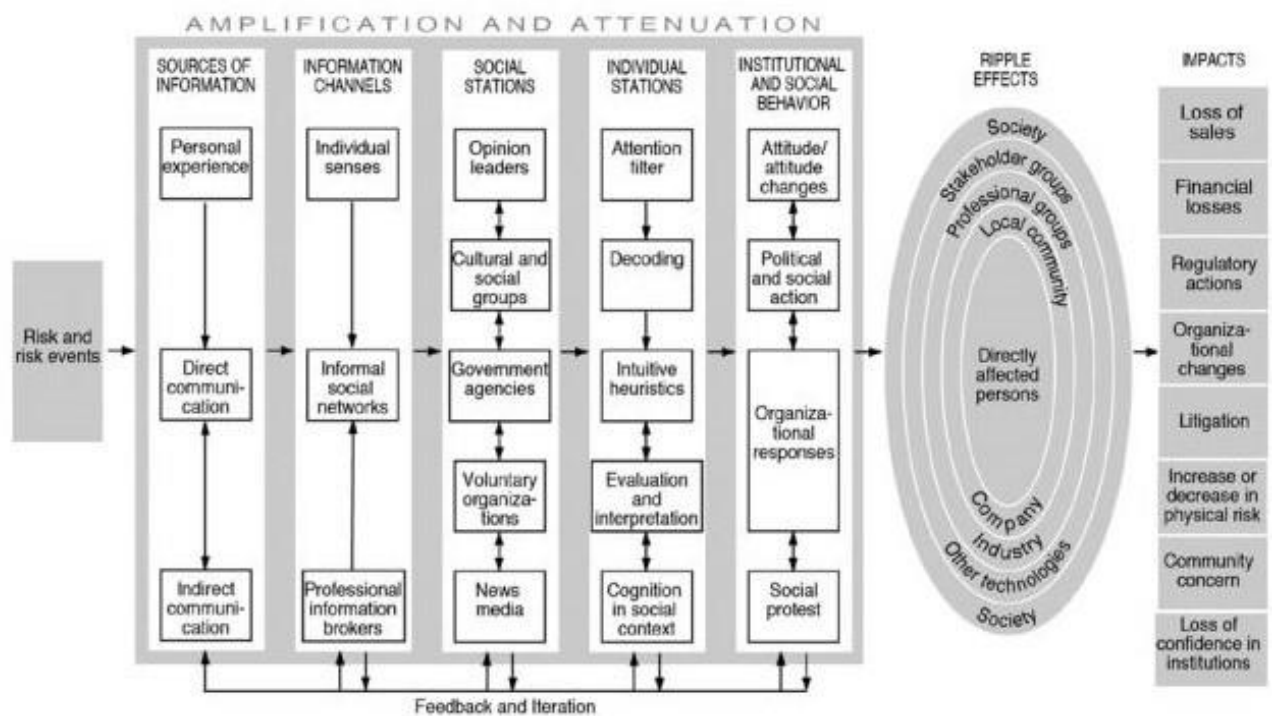 AMPLIFICATION AND ATTENUATION
SOURCES OF
INFORMATION
Personal
experience
Direct
communi-
cation
Indirect
communi-
cation
INFORMATION
CHANNELS
Individual
senses
Informal
social
networks
Professional
information
brokers
SOCIAL
STATIONS
Opinion
leaders
Cultural and
social
groups
Government
agencies
Voluntary
organiza-
tions
News
media
INDIVIDUAL
STATIONS
Attention
filter
Decoding
Intuitive
heuristics
Evaluation and
interpretation
Cognition
in social
context
INSTITUTIONAL
AND SOCIAL
BEHAVIOR
Attitude/
attitude
changes
Political
and social
action
Organiza-
tional
responses
Social
protest
Risk and
risk events
Feedback and Iteration
RIPPLE
EFFECTS
Society
Stakeholder groups
Professional groups
Local community
Directly
affected
persons
Company
Industry
Other technologies
Society
IMPACTS
Loss of
sales
Financial
losses
Regulatory
actions
Organiza-
tional
changes
Litigation
Increase or
decrease in
physical risk
Community
concern
Loss of
confidence in
institutions